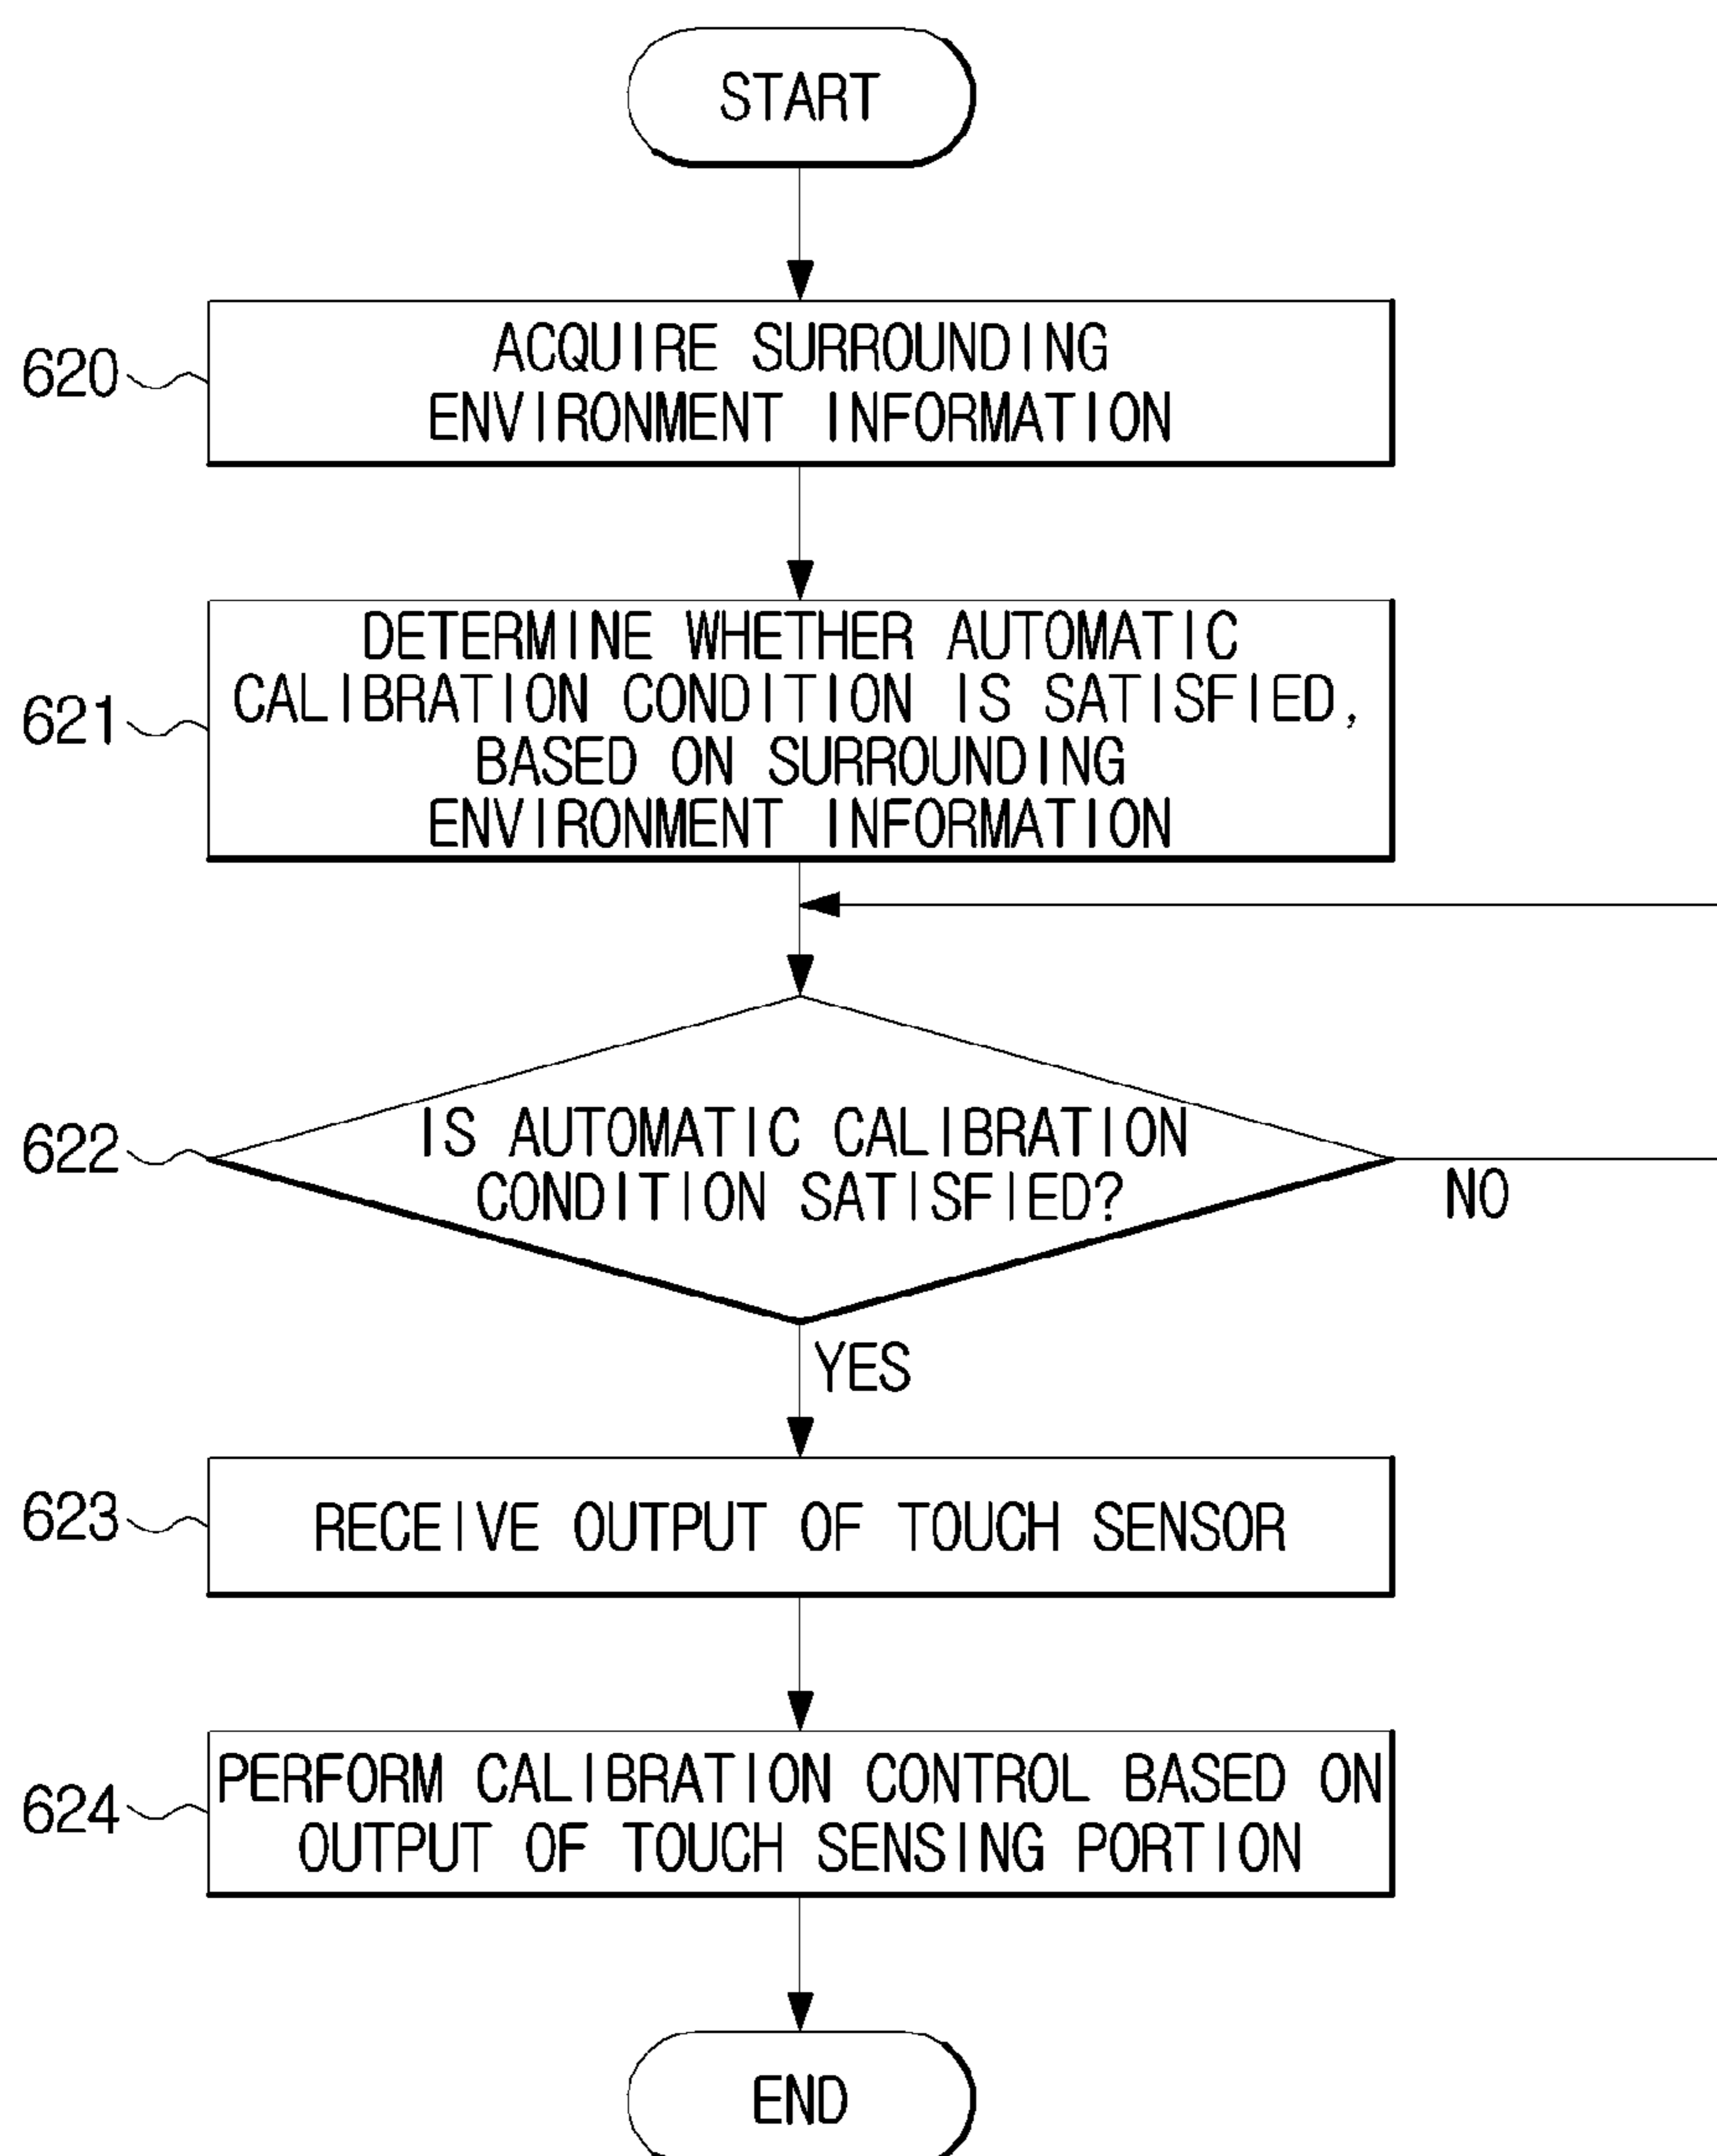 START
620
ACQUIRE SURROUNDING
ENVIRONMENT INFORMATION
621
DETERMINE WHETHER AUTOMATIC
CALIBRATION CONDITION IS SATISFIED,
BASED ON SURROUNDING
ENVIRONMENT INFORMATION
622
IS AUTOMATIC CALIBRATION
CONDITION SATISFIED?
NO
YES
623
RECEIVE OUTPUT OF TOUCH SENSOR
624
PERFORM CALIBRATION CONTROL BASED ON
OUTPUT OF TOUCH SENSING PORTION
END